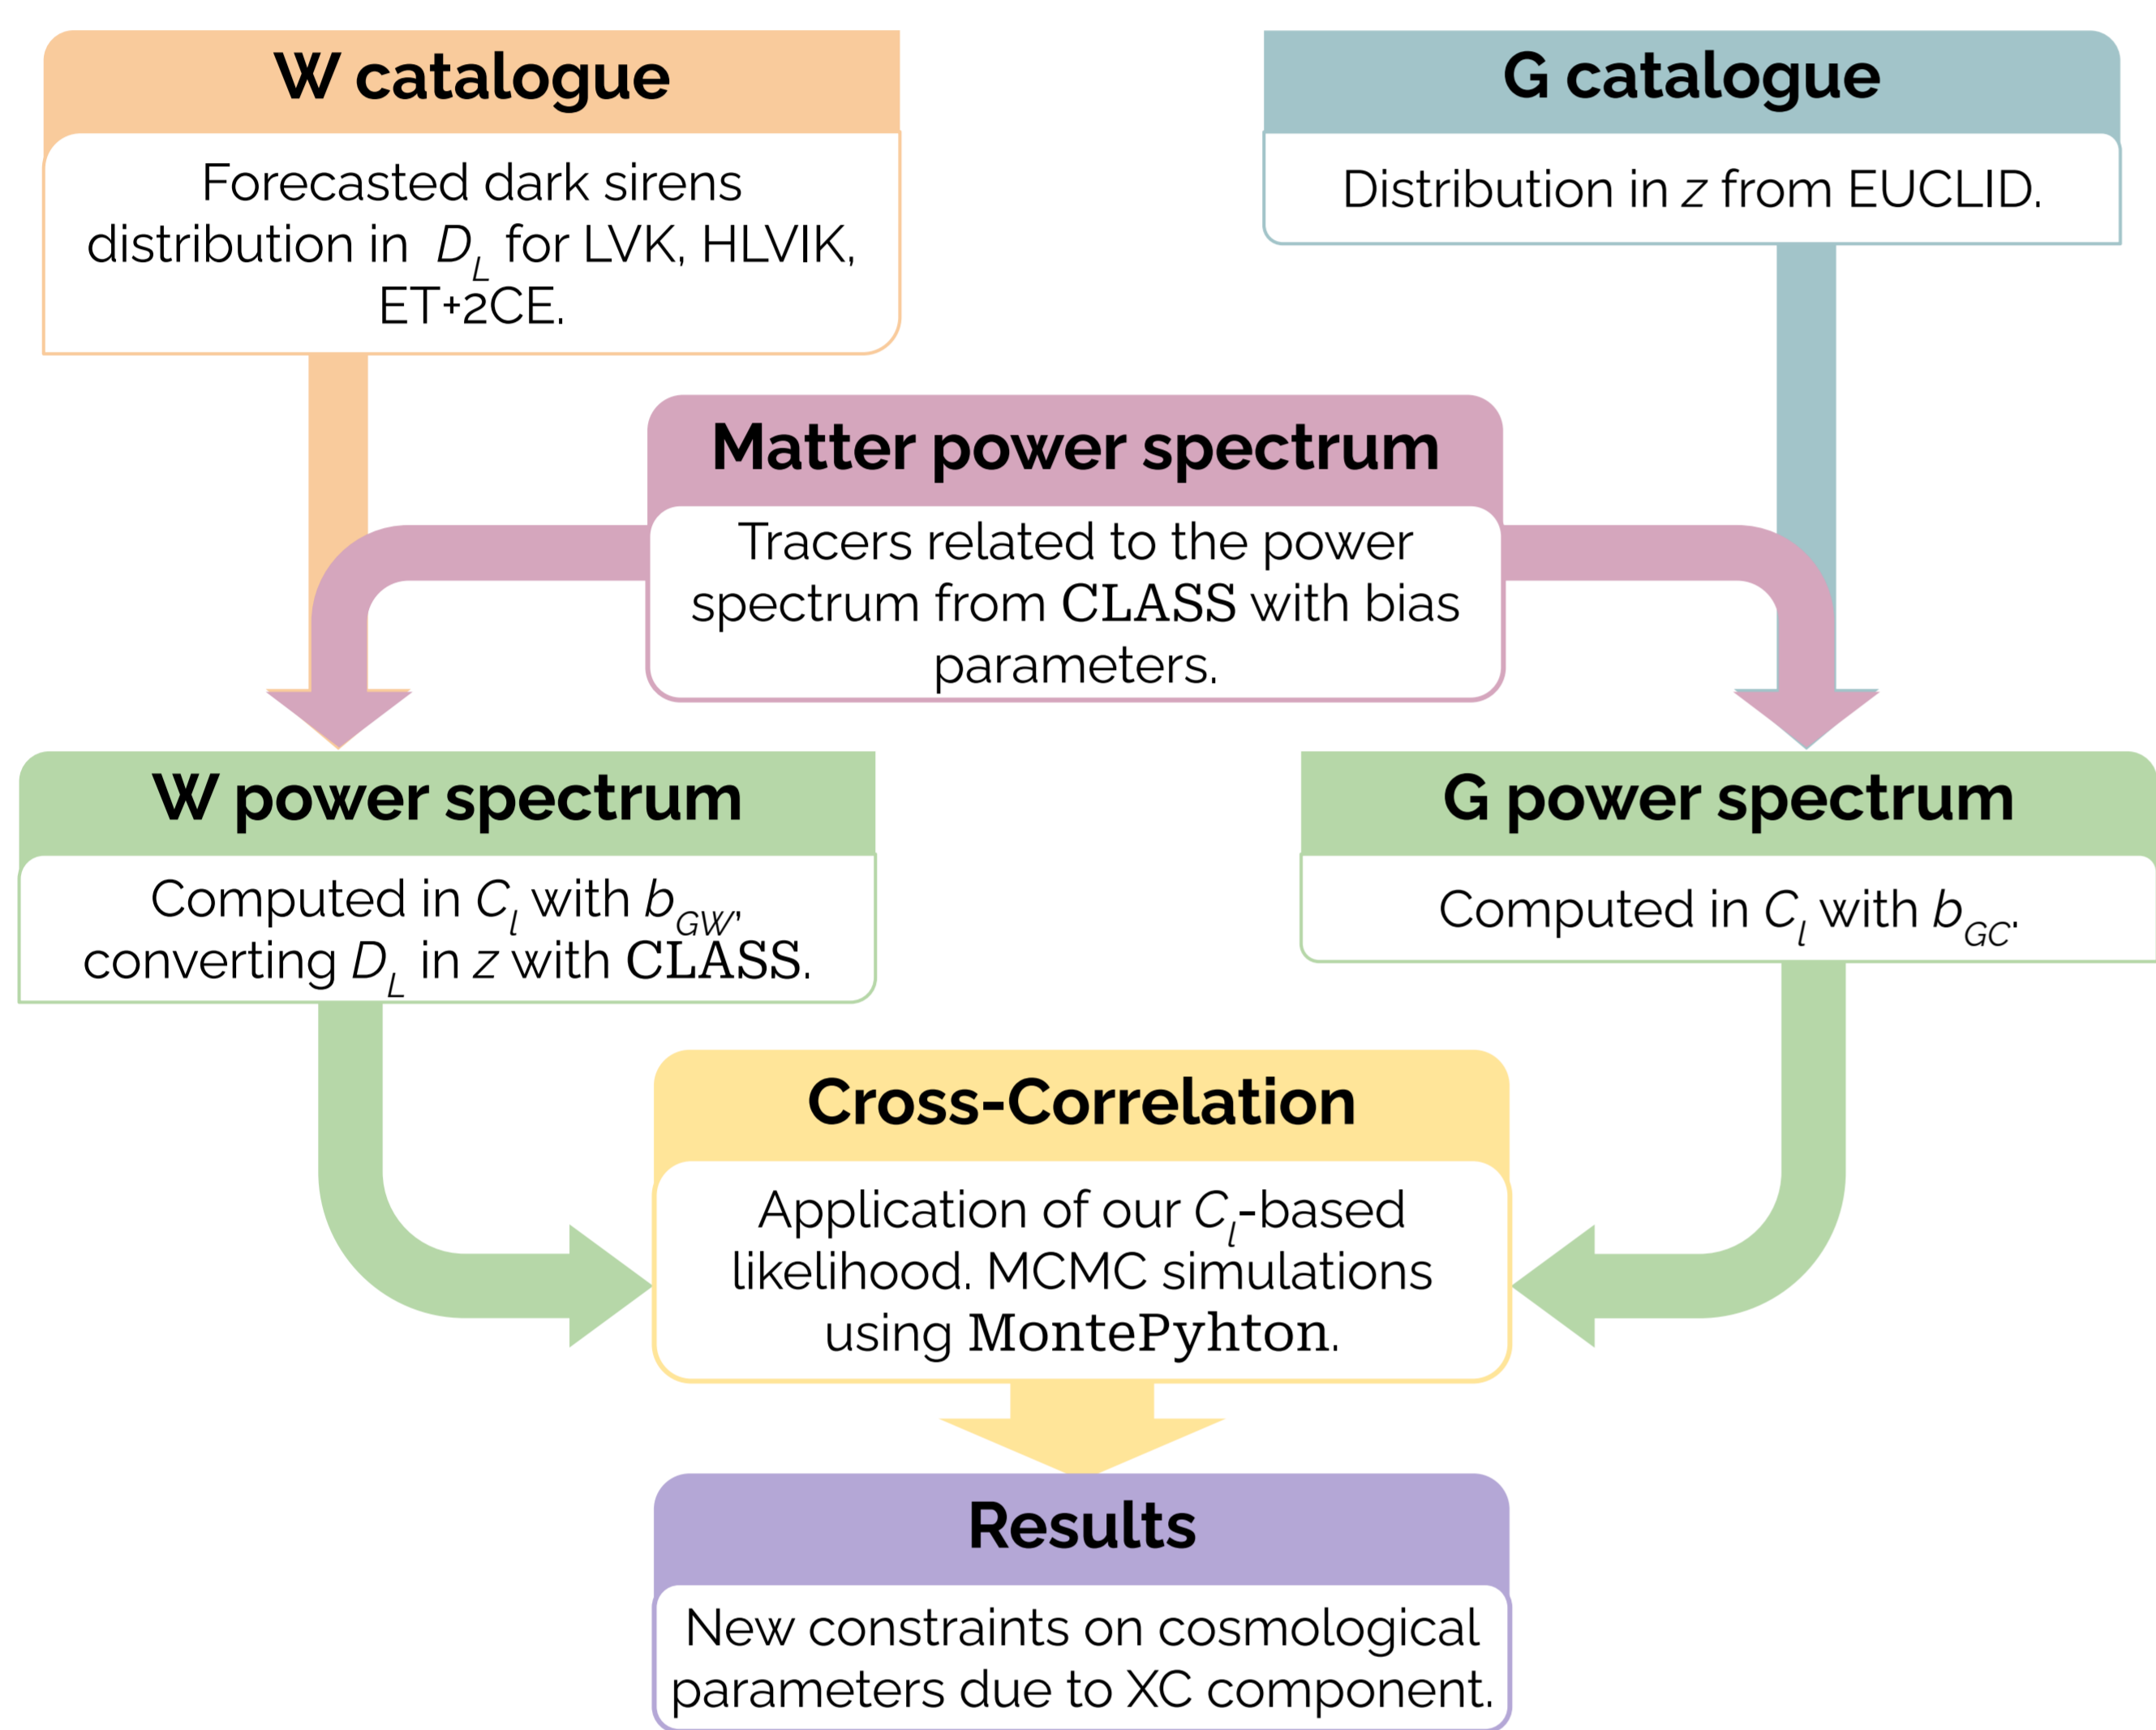 W catalogue
Forecasted dark sirens
distribution in D_L for LVK, HLVIK,
ET+2CE.
G catalogue
Distribution in z from EUCLID.
Matter power spectrum
Tracers related to the power
spectrum from CLASS with bias
parameters.
W power spectrum
Computed in C_l with b_GW,
converting D_L in z with CLASS.
G power spectrum
Computed in C_l with b_GC.
Cross-Correlation
Application of our C_l-based
likelihood. MCMC simulations
using MontePyhton.
Results
New constraints on cosmological
parameters due to XC component.